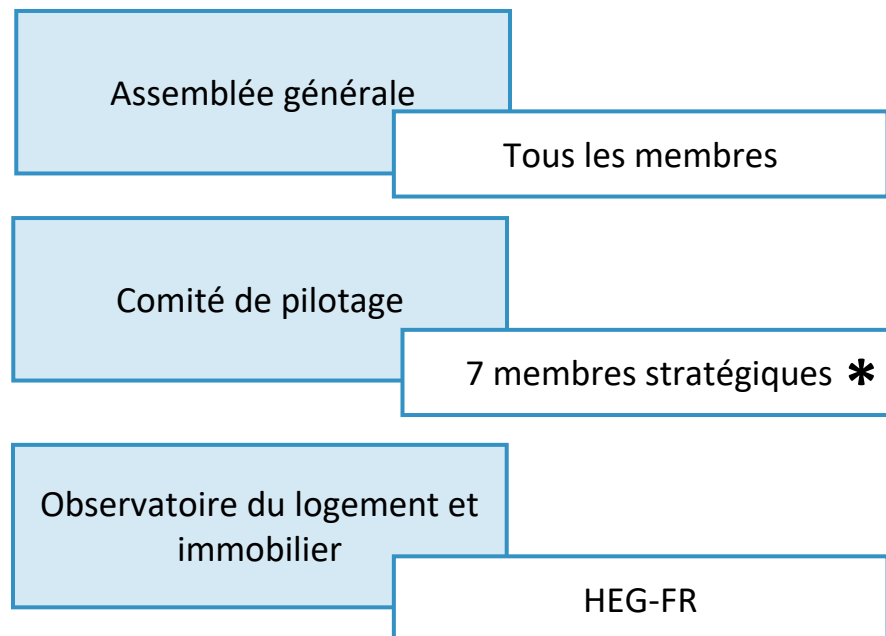 Assemblée générale
Tous les membres
Comité de pilotage
7 membres stratégiques *
Observatoire du logement et
immobilier
HEG-FR